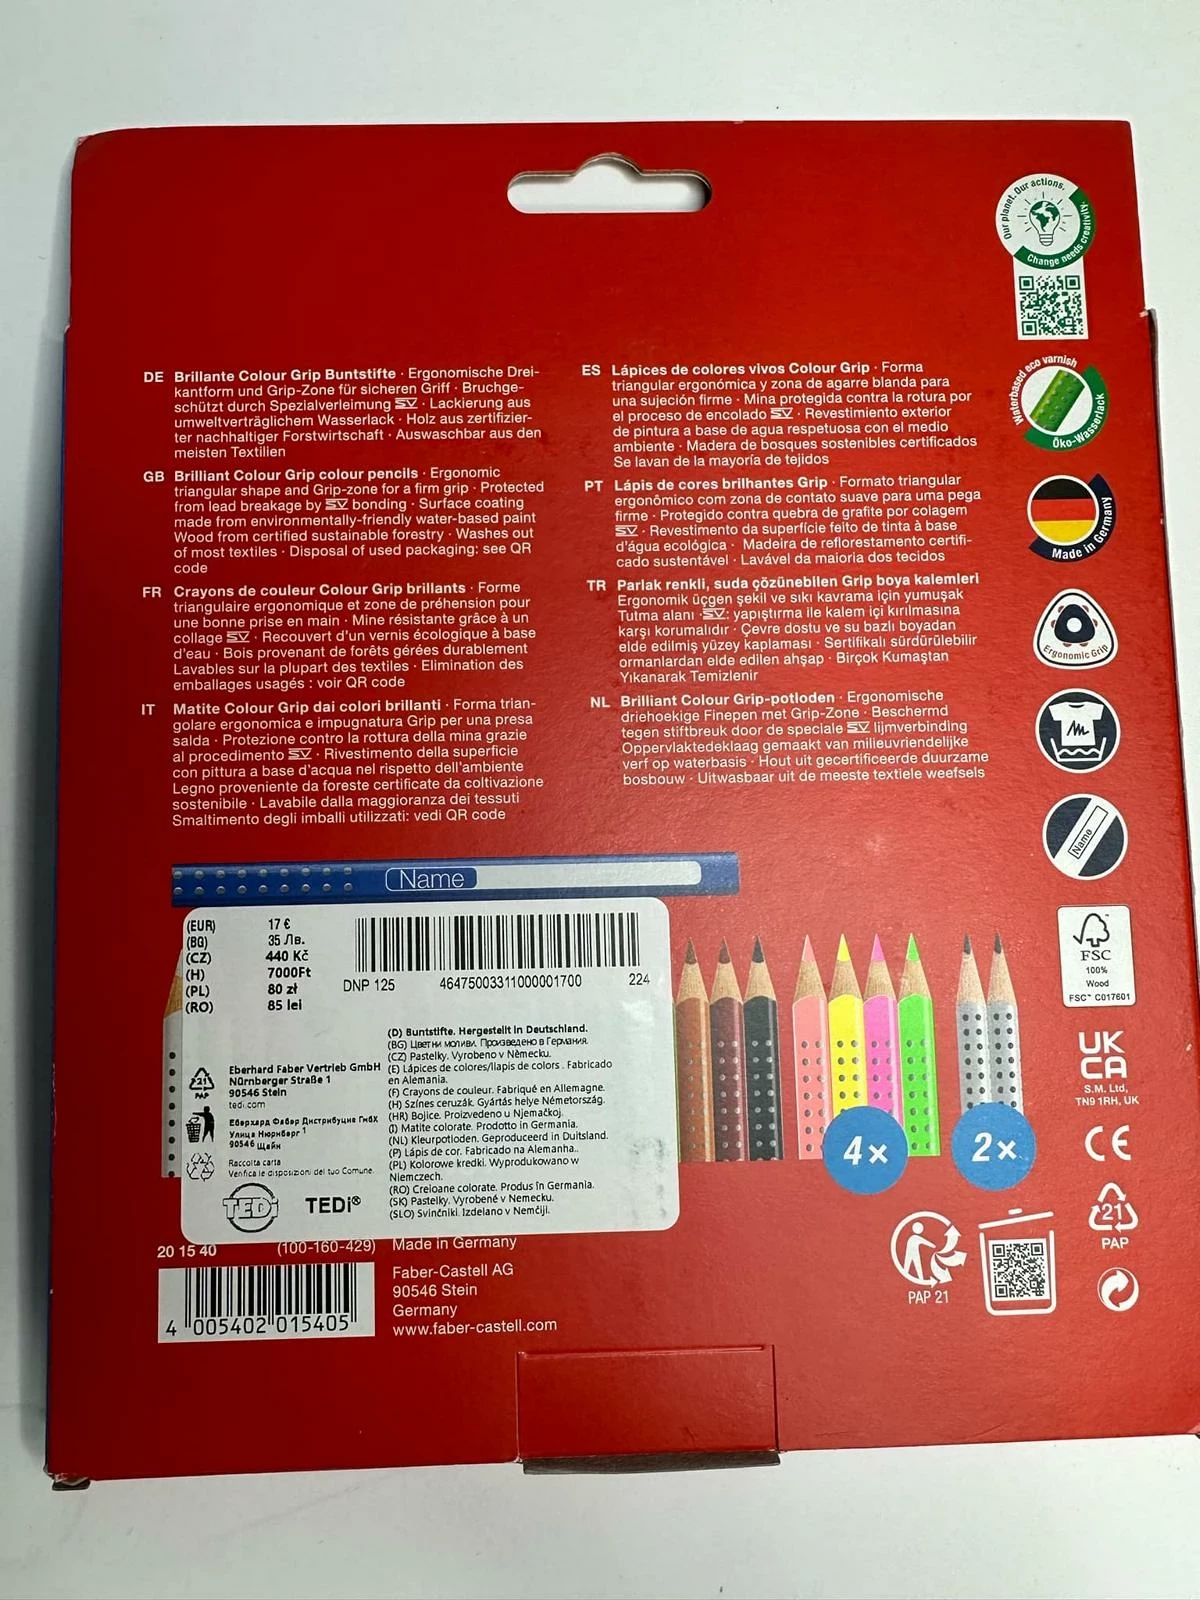 Our planet. Our actions.
Change needs creativity.
DE Brillante Colour Grip Buntstifte · Ergonomische Drei-
kantform und Grip-Zone für sicheren Griff · Bruchge-
schützt durch Spezialverleimung SV · Lackierung aus
umweltverträglichem Wasserlack · Holz aus zertifizier-
ter nachhaltiger Forstwirtschaft · Auswaschbar aus den
meisten Textilien
GB Brilliant Colour Grip colour pencils · Ergonomic
triangular shape and Grip-zone for a firm grip · Protected
from lead breakage by SV bonding · Surface coating
made from environmentally-friendly water-based paint
Wood from certified sustainable forestry · Washes out
of most textiles · Disposal of used packaging: see QR
code
FR Crayons de couleur Colour Grip brillants · Forme
triangulaire ergonomique et zone de préhension pour
une bonne prise en main · Mine résistante grâce à un
collage SV · Recouvert d'un vernis écologique à base
d'eau · Bois provenant de forêts gérées durablement
Lavables sur la plupart des textiles · Elimination des
emballages usagés : voir QR code
IT Matite Colour Grip dai colori brillanti · Forma trian-
golare ergonomica e impugnatura Grip per una presa
salda · Protezione contro la rottura della mina grazie
al procedimento SV · Rivestimento della superficie
con pittura a base d'acqua nel rispetto dell'ambiente
Legno proveniente da foreste certificate da coltivazione
sostenibile · Lavabile dalla maggioranza dei tessuti
Smaltimento degli imballi utilizzati: vedi QR code
ES Lápices de colores vivos Colour Grip · Forma
triangular ergonómica y zona de agarre blanda para
una sujeción firme · Mina protegida contra la rotura por
el proceso de encolado SV · Revestimiento exterior
de pintura a base de agua respetuosa con el medio
ambiente · Madera de bosques sostenibles certificados
Se lavan de la mayoría de tejidos
PT Lápis de cores brilhantes Grip · Formato triangular
ergonômico com zona de contato suave para uma pega
firme · Protegido contra quebra de grafite por colagem
SV · Revestimento da superfície feito de tinta à base
d'água ecológica · Madeira de reflorestamento certifi-
cado sustentável · Lavável da maioria dos tecidos
TR Parlak renkli, suda çözünebilen Grip boya kalemleri
Ergonomik üçgen şekil ve sıkı kavrama için yumuşak
Tutma alanı · SV; yapıştırma ile kalem içi kırılmasına
karşı korumalıdır · Çevre dostu ve su bazlı boyadan
elde edilmiş yüzey kaplaması · Sertifikalı sürdürülebilir
ormanlardan elde edilen ahşap · Birçok Kumaştan
Yıkanarak Temizlenir
NL Brilliant Colour Grip-potloden · Ergonomische
driehoekige Finepen met Grip-Zone · Beschermd
tegen stiftbreuk door de speciale SV lijmverbinding
Oppervlaktedeklaag gemaakt van milieuvriendelijke
verf op waterbasis · Hout uit gecertificeerde duurzame
bosbouw · Uitwasbaar uit de meeste textiele weefsels
Waterbased eco varnish
Öko-Wasserlack
Made in Germany
Ergonomic Grip
Name
FSC
100%
Wood
FSC™ C017601
UK
CA
S.M. Ltd,
TN9 1RH, UK
CE
21
PAP
Name
(EUR) 17 €
(BG) 35 Лв.
(CZ) 440 Kč
(H) 7000Ft
(PL) 80 zł
(RO) 85 lei
DNP 125 46475003311000001700 224
21
PAP
Eberhard Faber Vertrieb GmbH
Nürnberger Straße 1
90546 Stein
tedi.com
Еберхард Фабер Дистрибуциа Гмбх
Улица Нюрнберг 1
90546 Щайн
Raccolta carta
Verifica le disposizioni del tuo Comune.
TEDi TEDi®
(D) Buntstifte. Hergestellt in Deutschland.
(BG) Цветни моливи. Произведено в Германия.
(CZ) Pastelky. Vyrobeno v Německu.
(E) Lápices de colores/llapis de colors . Fabricado
en Alemania.
(F) Crayons de couleur. Fabriqué en Allemagne.
(H) Színes ceruzák. Gyártás helye Németország.
(HR) Bojice. Proizvedeno u Njemačkoj.
(I) Matite colorate. Prodotto in Germania.
(NL) Kleurpotloden. Geproduceerd in Duitsland.
(P) Lápis de cor. Fabricado na Alemanha..
(PL) Kolorowe kredki. Wyprodukowano w
Niemczech.
(RO) Creioane colorate. Produs în Germania.
(SK) Pastelky. Vyrobené v Nemecku.
(SLO) Svinčniki. Izdelano v Nemčiji.
4×
2×
20 15 40 (100-160-429)
4 005402 015405
Made in Germany
Faber-Castell AG
90546 Stein
Germany
www.faber-castell.com
PAP 21